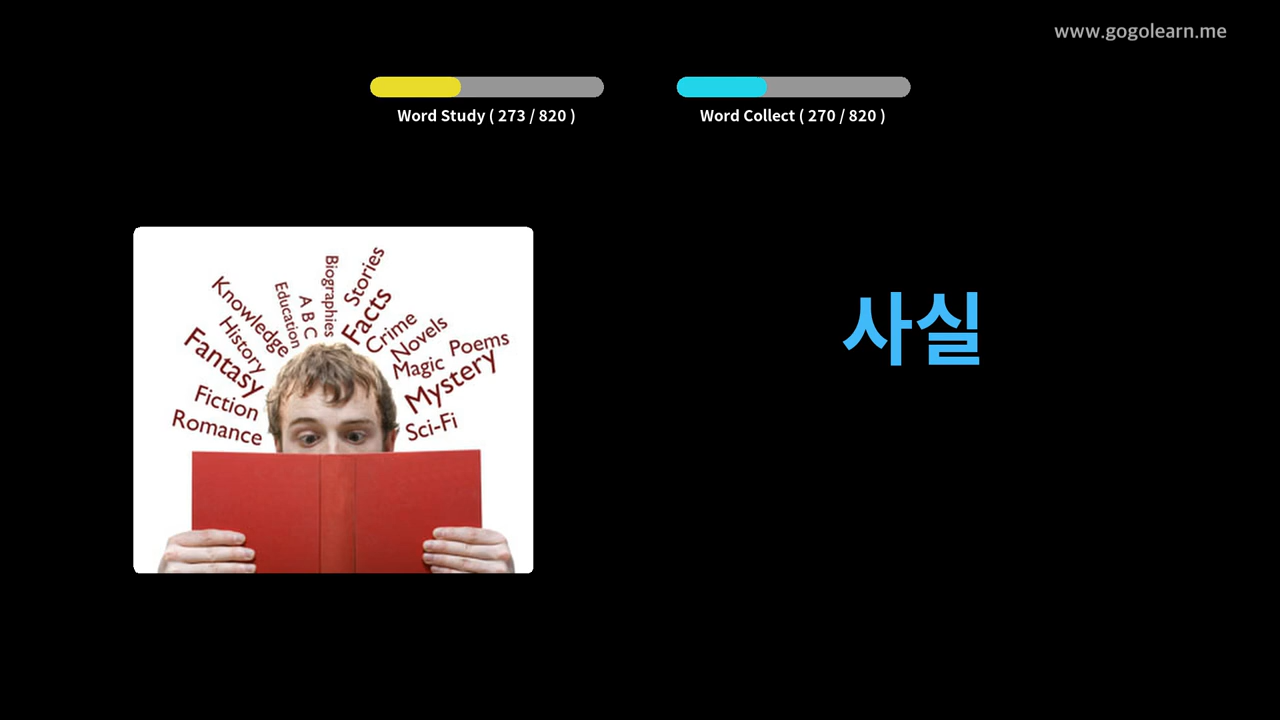 www.gogolearn.me
Word Study ( 273 / 820 )
Word Collect ( 270 / 820 )
Romance
Fiction
Fantasy
History
Knowledge
Education
A B C
Biographies
Stories
Facts
Crime
Novels
Magic
Poems
Mystery
Sci-Fi
사실